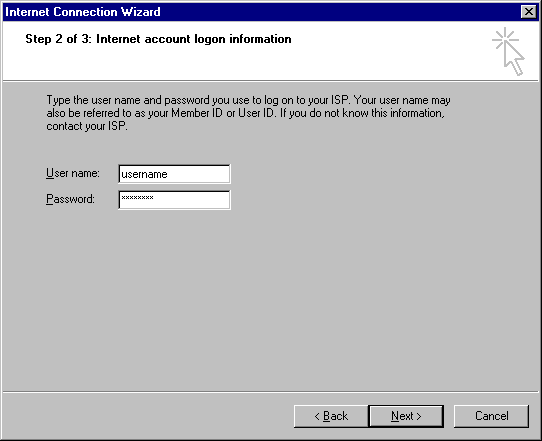 Internet Connection Wizard
Step 2 of 3: Internet account logon information
Type the user name and password you use to log on to your ISP. Your user name may
also be referred to as your Member ID or User ID. If you do not know this information,
contact your ISP.
User name: username
Password: ********
< Back Next > Cancel